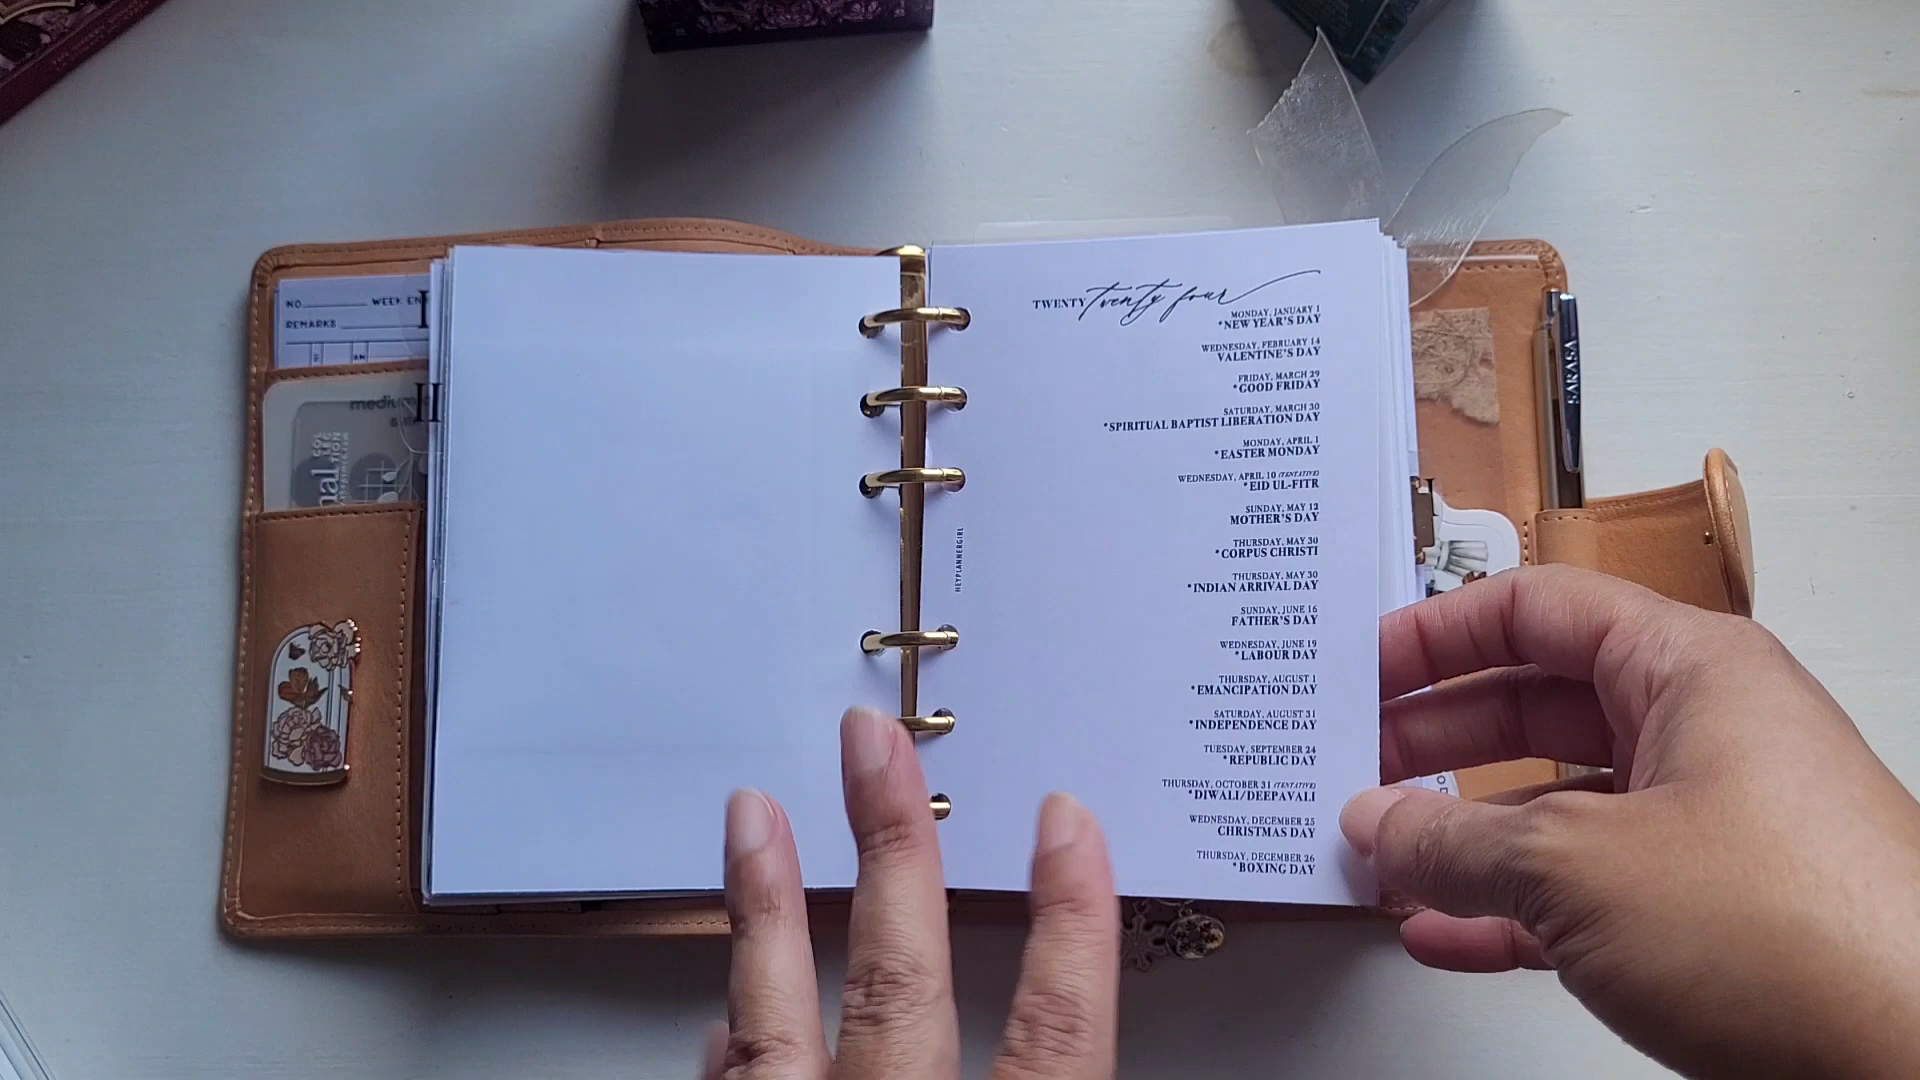 NO WEEK EN
REMARKS
I
II
medium
TWENTY twenty four
MONDAY, JANUARY 1
*NEW YEAR'S DAY
WEDNESDAY, FEBRUARY 14
VALENTINE'S DAY
FRIDAY, MARCH 29
*GOOD FRIDAY
SATURDAY, MARCH 30
*SPIRITUAL BAPTIST LIBERATION DAY
MONDAY, APRIL 1
*EASTER MONDAY
WEDNESDAY, APRIL 10 (TENTATIVE)
*EID UL-FITR
SUNDAY, MAY 12
MOTHER'S DAY
THURSDAY, MAY 30
*CORPUS CHRISTI
THURSDAY, MAY 30
*INDIAN ARRIVAL DAY
SUNDAY, JUNE 16
FATHER'S DAY
WEDNESDAY, JUNE 19
*LABOUR DAY
THURSDAY, AUGUST 1
*EMANCIPATION DAY
SATURDAY, AUGUST 31
*INDEPENDENCE DAY
TUESDAY, SEPTEMBER 24
*REPUBLIC DAY
THURSDAY, OCTOBER 31 (TENTATIVE)
*DIWALI/DEEPAVALI
WEDNESDAY, DECEMBER 25
CHRISTMAS DAY
THURSDAY, DECEMBER 26
*BOXING DAY
HEYPLANNERGIRL
SARASA